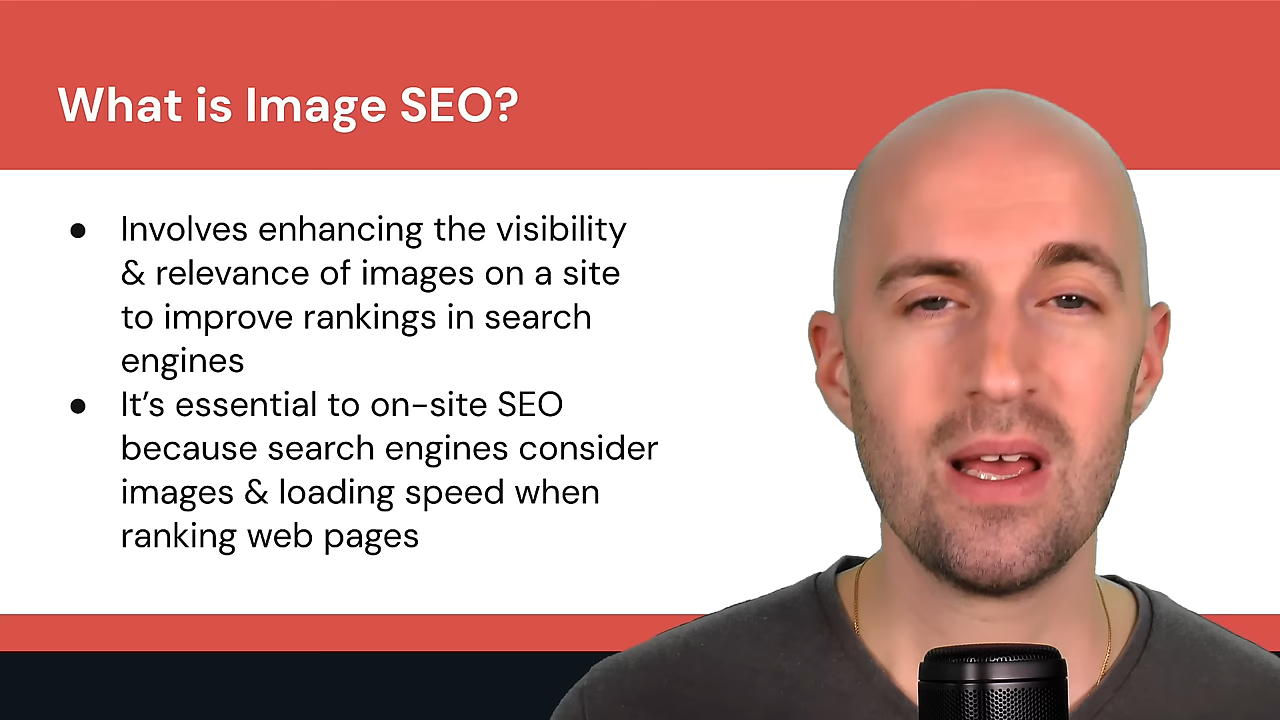 What is Image SEO?
● Involves enhancing the visibility
& relevance of images on a site
to improve rankings in search
engines
● It’s essential to on-site SEO
because search engines consider
images & loading speed when
ranking web pages